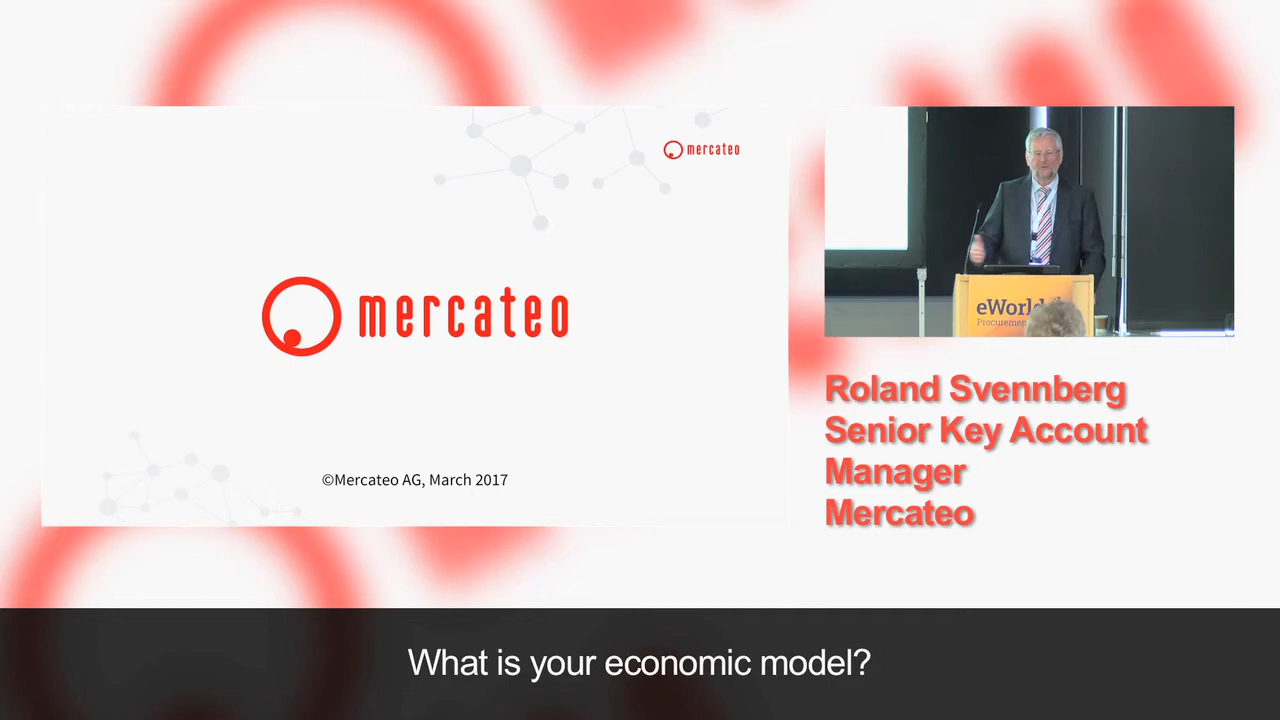 mercateo
mercateo
©Mercateo AG, March 2017
eWorld
Procurement
Roland Svennberg
Senior Key Account
Manager
Mercateo
What is your economic model?